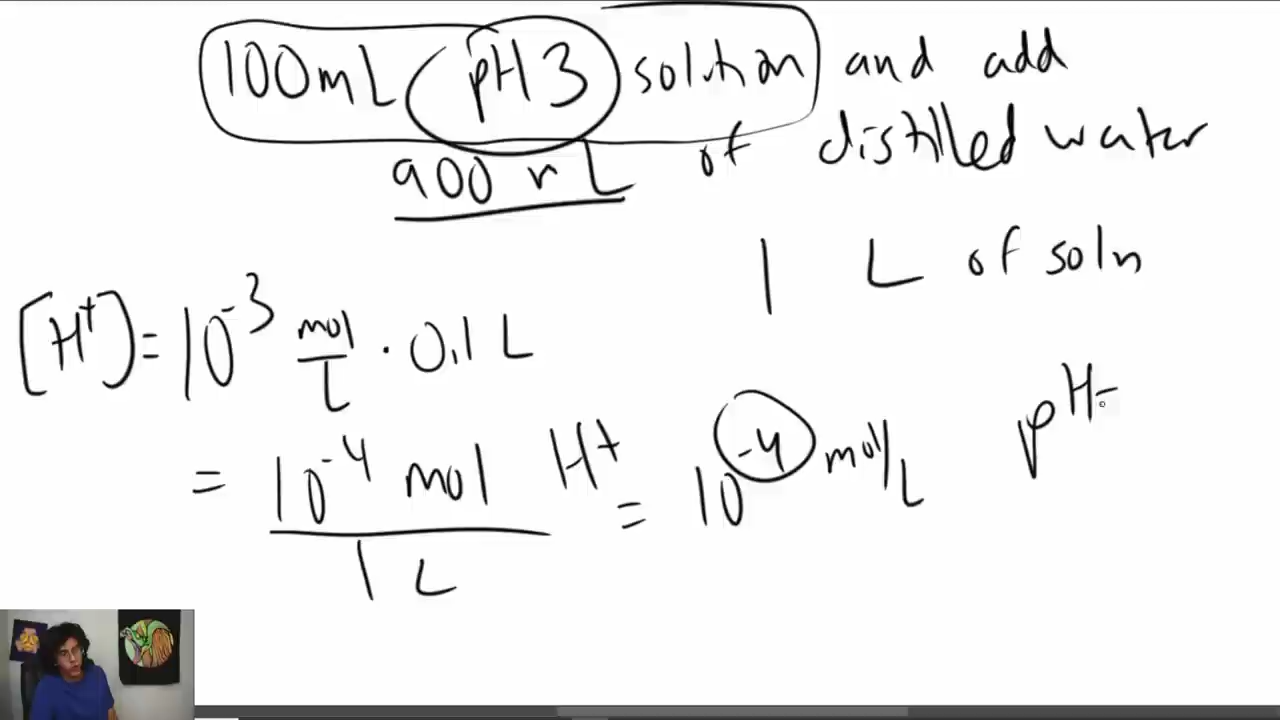 100mL pH3 solution and add
900 mL of distilled water
1 L of soln
[H⁺] = 10⁻³ mol/L · 0.1 L
= 10⁻⁴ mol H⁺ / 1 L = 10⁻⁴ mol/L pH